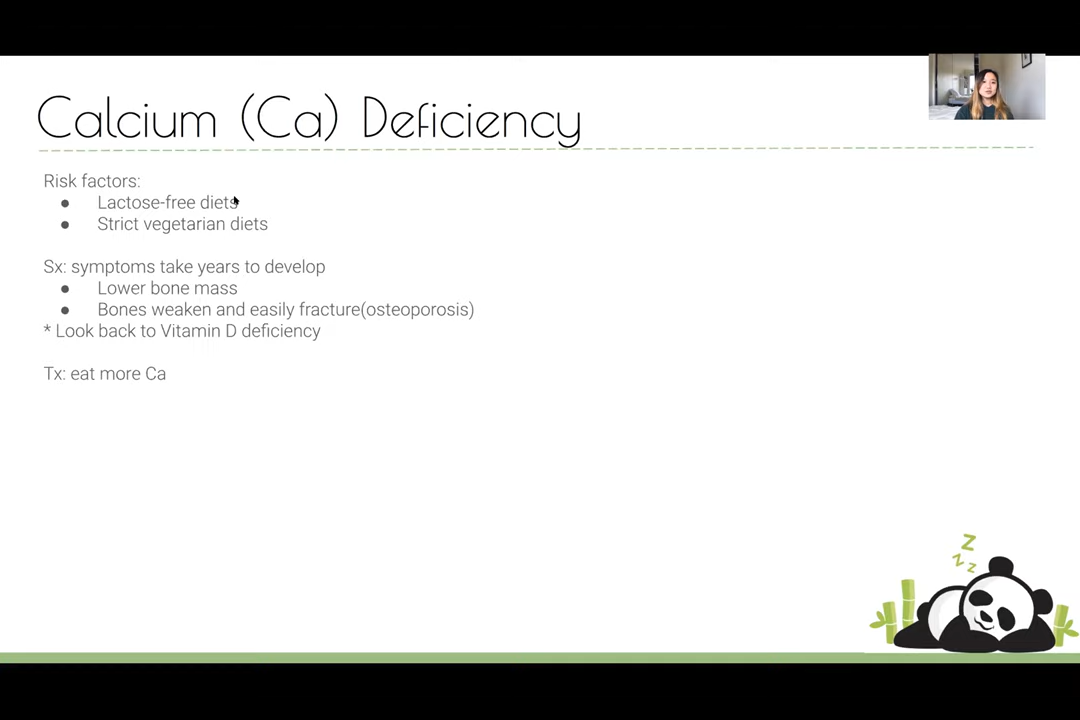 Calcium (Ca) Deficiency
Risk factors:
● Lactose-free diets
● Strict vegetarian diets
Sx: symptoms take years to develop
● Lower bone mass
● Bones weaken and easily fracture(osteoporosis)
* Look back to Vitamin D deficiency
Tx: eat more Ca
Z
Z Z